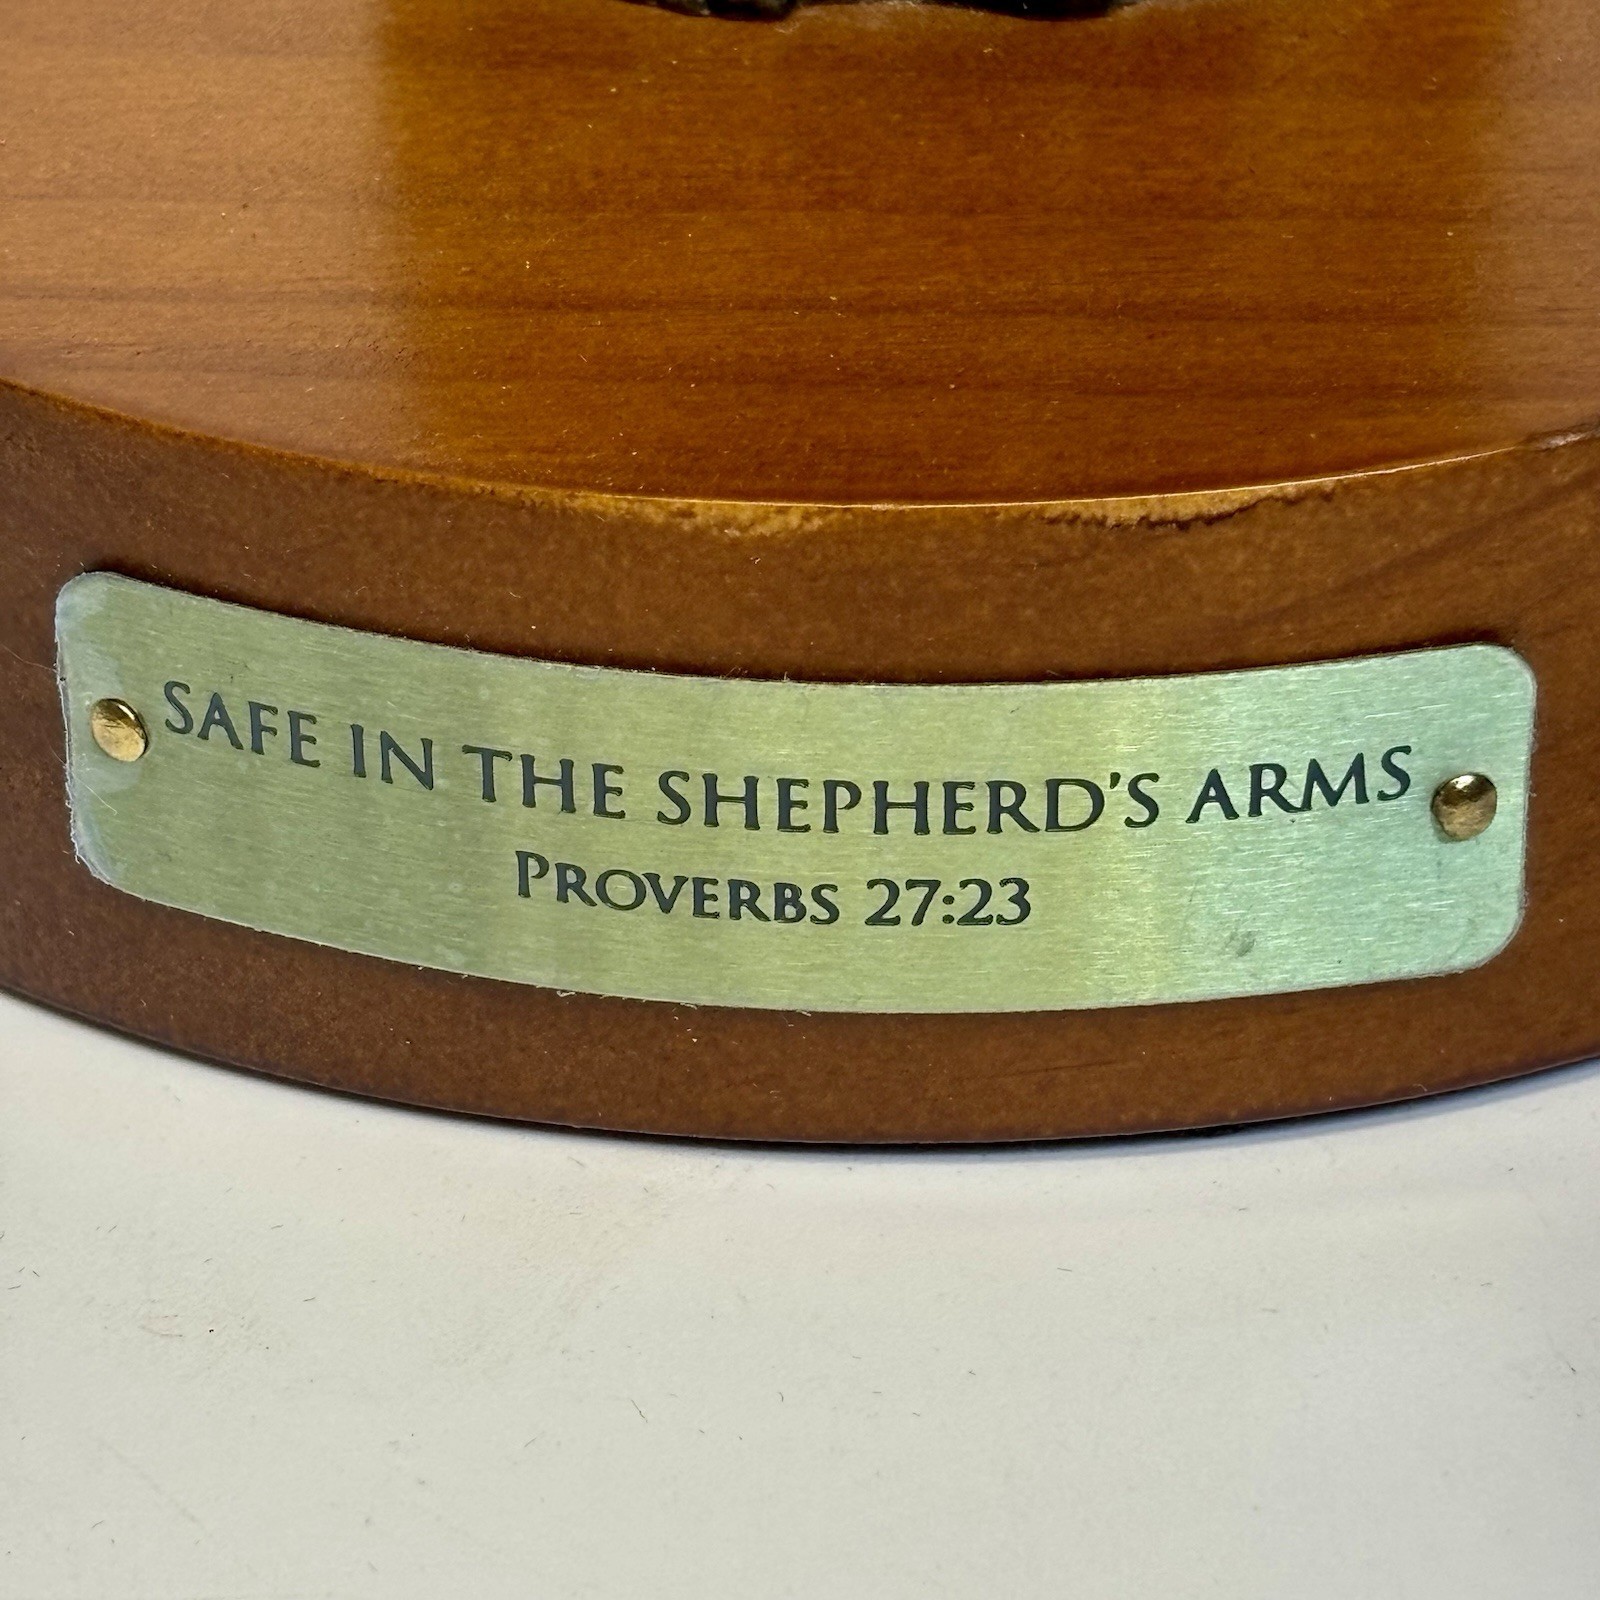 SAFE IN THE SHEPHERD'S ARMS
PROVERBS 27:23